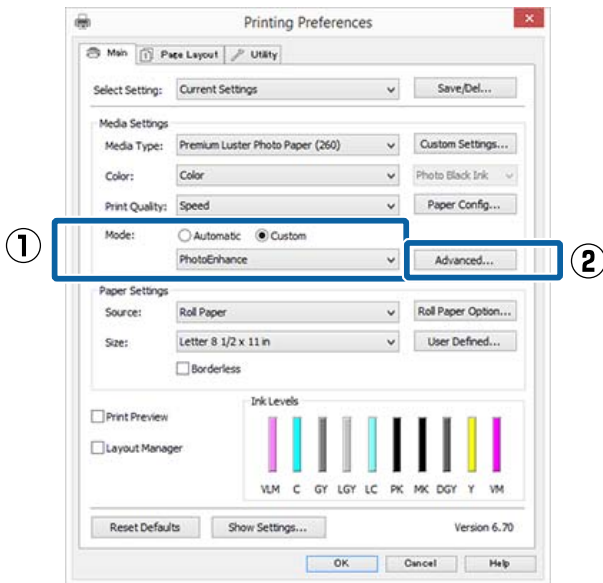 Printing Preferences
Main Page Layout Utility
Select Setting: Current Settings Save/Del...
Media Settings
Media Type: Premium Luster Photo Paper (260) Custom Settings...
Color: Color Photo Black Ink
Print Quality: Speed Paper Config...
① Mode: Automatic Custom
PhotoEnhance Advanced... ②
Paper Settings
Source: Roll Paper Roll Paper Option...
Size: Letter 8 1/2 x 11 in User Defined...
Borderless
Ink Levels
Print Preview
Layout Manager
VLM C GY LGY LC PK MK DGY Y VM
Reset Defaults Show Settings... Version 6.70
OK Cancel Help